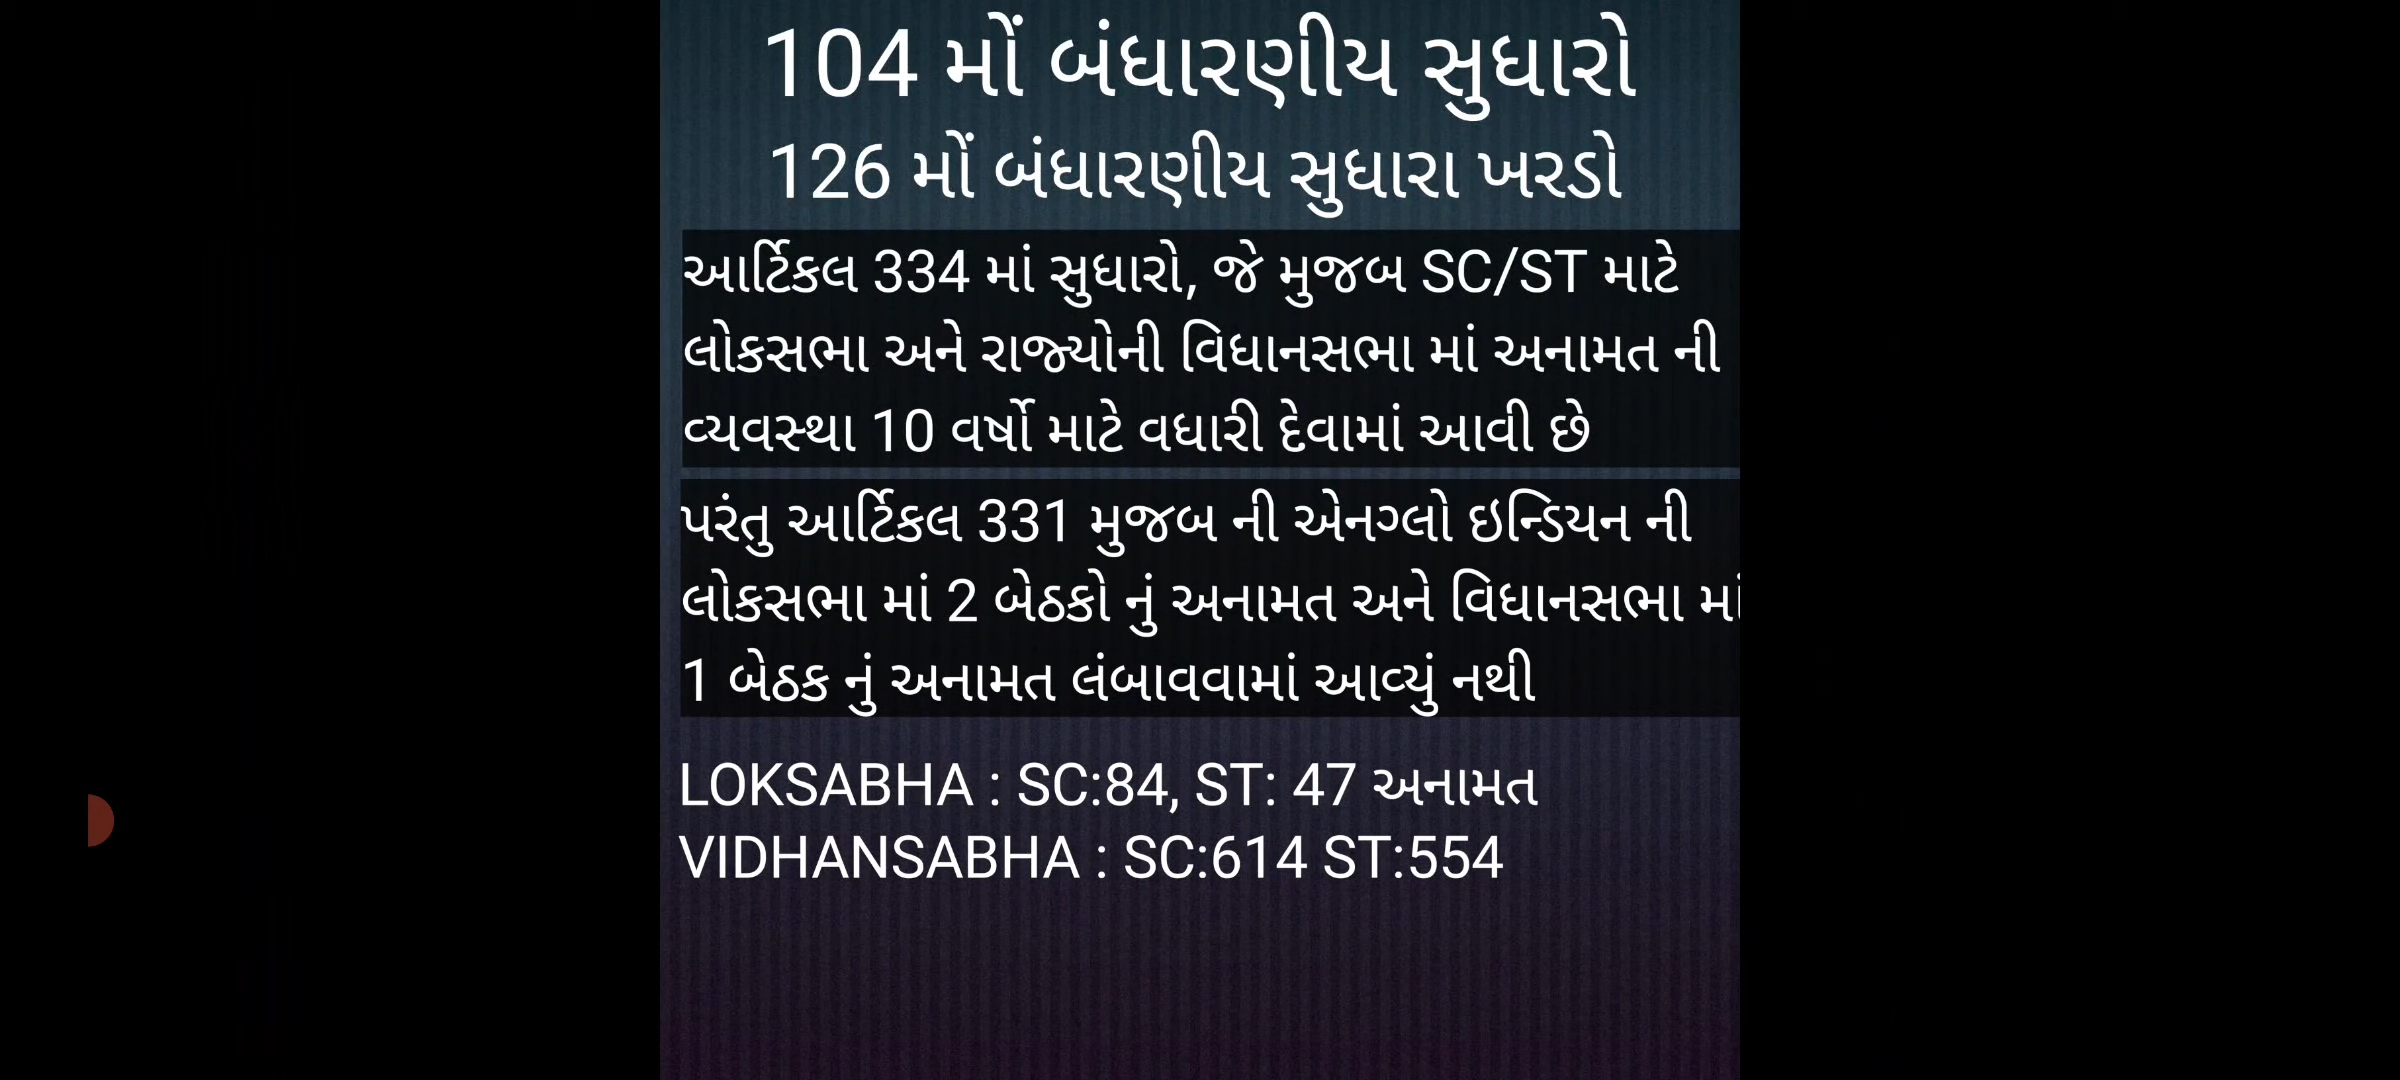 104 મોં બંધારણીય સુધારો
126 મોં બંધારણીય સુધારા ખરડો
આર્ટિકલ 334 માં સુધારો, જે મુજબ SC/ST માટે
લોકસભા અને રાજ્યોની વિધાનસભા માં અનામત ની
વ્યવસ્થા 10 વર્ષો માટે વધારી દેવામાં આવી છે
પરંતુ આર્ટિકલ 331 મુજબ ની એનગ્લો ઇન્ડિયન ની
લોકસભા માં 2 બેઠકો નું અનામત અને વિધાનસભા માં
1 બેઠક નું અનામત લંબાવવામાં આવ્યું નથી
LOKSABHA : SC:84, ST: 47 અનામત
VIDHANSABHA : SC:614 ST:554